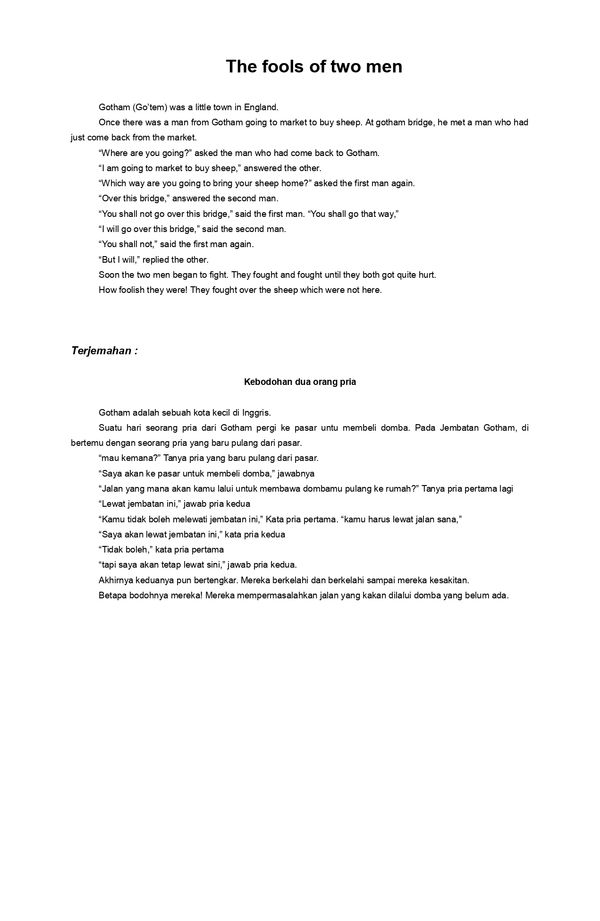 The fools of two men
Gotham (Go'tem) was a little town in England.
Once there was a man from Gotham going to market to buy sheep. At gotham bridge, he met a man who had
just come back from the market.
“Where are you going?” asked the man who had come back to Gotham.
“I am going to market to buy sheep,” answered the other.
“Which way are you going to bring your sheep home?” asked the first man again.
“Over this bridge,” answered the second man.
“You shall not go over this bridge,” said the first man. “You shall go that way,”
“I will go over this bridge,” said the second man.
“You shall not,” said the first man again.
“But I will,” replied the other.
Soon the two men began to fight. They fought and fought until they both got quite hurt.
How foolish they were! They fought over the sheep which were not here.
Terjemahan :
Kebodohan dua orang pria
Gotham adalah sebuah kota kecil di Inggris.
Suatu hari seorang pria dari Gotham pergi ke pasar untu membeli domba. Pada Jembatan Gotham, di
bertemu dengan seorang pria yang baru pulang dari pasar.
“mau kemana?” Tanya pria yang baru pulang dari pasar.
“Saya akan ke pasar untuk membeli domba,” jawabnya
“Jalan yang mana akan kamu lalui untuk membawa dombamu pulang ke rumah?” Tanya pria pertama lagi
“Lewat jembatan ini,” jawab pria kedua
“Kamu tidak boleh melewati jembatan ini,” Kata pria pertama. “kamu harus lewat jalan sana,”
“Saya akan lewat jembatan ini,” kata pria kedua
“Tidak boleh,” kata pria pertama
“tapi saya akan tetap lewat sini,” jawab pria kedua.
Akhirnya keduanya pun bertengkar. Mereka berkelahi dan berkelahi sampai mereka kesakitan.
Betapa bodohnya mereka! Mereka mempermasalahkan jalan yang kakan dilalui domba yang belum ada.